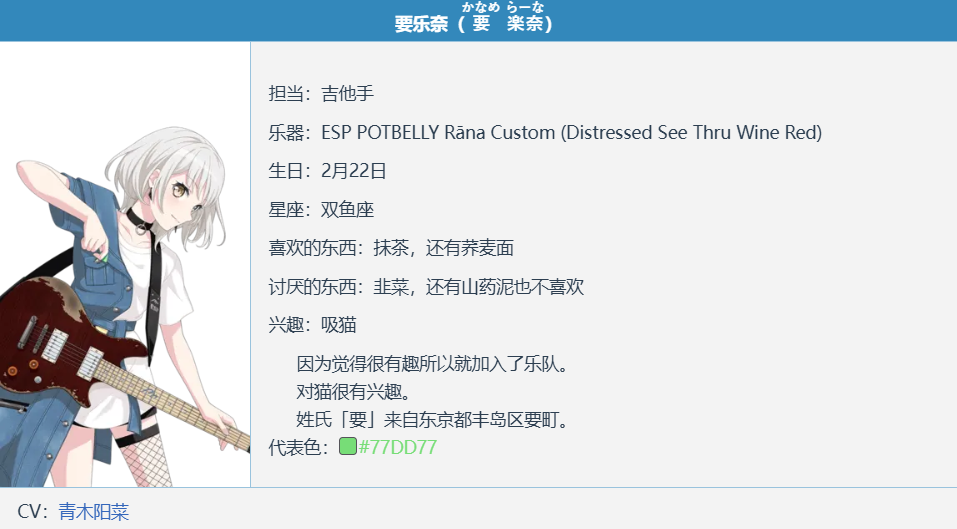 要乐奈（要 楽奈）
かなめ らーな
担当：吉他手
乐器：ESP POTBELLY Rāna Custom (Distressed See Thru Wine Red)
生日：2月22日
星座：双鱼座
喜欢的东西：抹茶，还有荞麦面
讨厌的东西：韭菜，还有山药泥也不喜欢
兴趣：吸猫
因为觉得很有趣所以就加入了乐队。
对猫很有兴趣。
姓氏「要」来自东京都丰岛区要町。
代表色：#77DD77
CV：青木阳菜